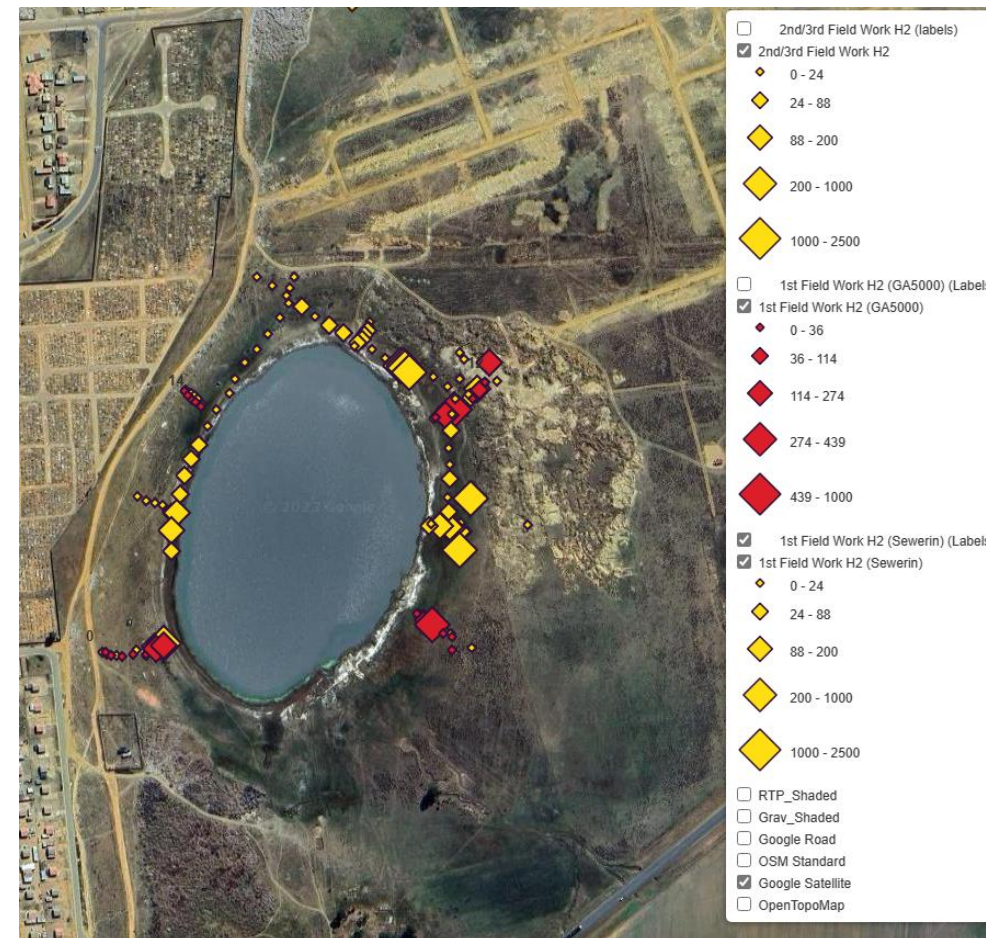 2nd/3rd Field Work H2 (labels)
2nd/3rd Field Work H2
0 - 24
24 - 88
88 - 200
200 - 1000
1000 - 2500
1st Field Work H2 (GA5000) (Labels
1st Field Work H2 (GA5000)
0 - 36
36 - 114
114 - 274
274 - 439
439 - 1000
1st Field Work H2 (Sewerin) (Labels
1st Field Work H2 (Sewerin)
0 - 24
24 - 88
88 - 200
200 - 1000
1000 - 2500
RTP_Shaded
Grav_Shaded
Google Road
OSM Standard
Google Satellite
OpenTopoMap
14
0